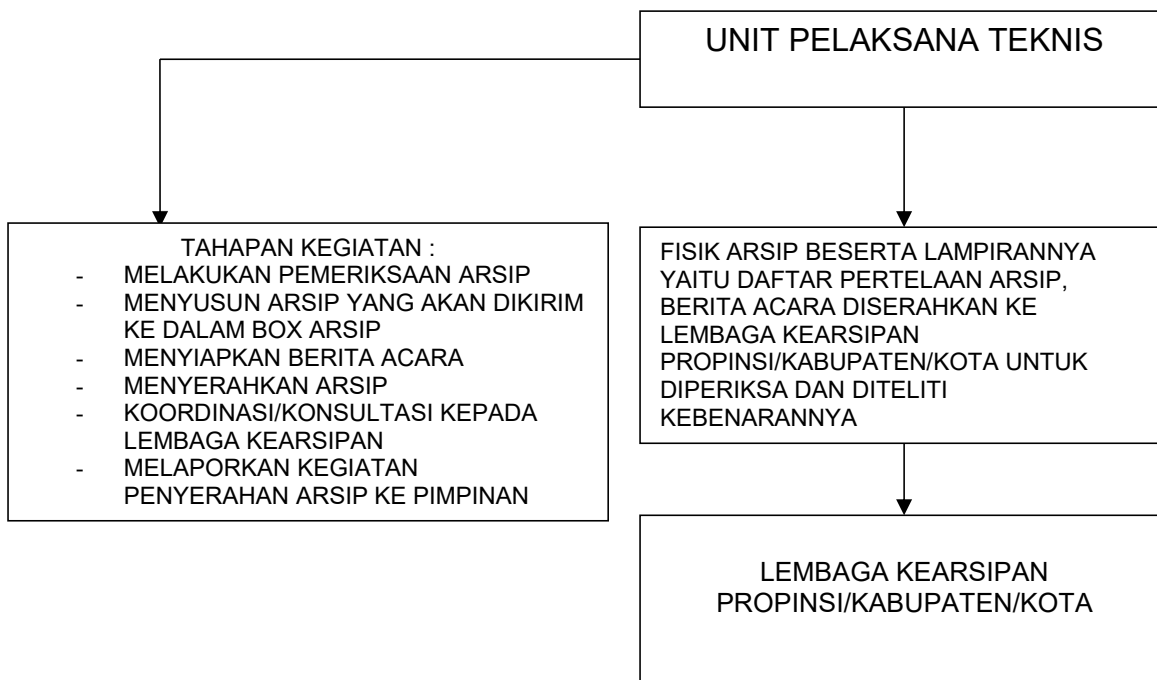 UNIT PELAKSANA TEKNIS
TAHAPAN KEGIATAN :
- MELAKUKAN PEMERIKSAAN ARSIP
- MENYUSUN ARSIP YANG AKAN DIKIRIM
KE DALAM BOX ARSIP
- MENYIAPKAN BERITA ACARA
- MENYERAHKAN ARSIP
- KOORDINASI/KONSULTASI KEPADA
LEMBAGA KEARSIPAN
- MELAPORKAN KEGIATAN
PENYERAHAN ARSIP KE PIMPINAN
FISIK ARSIP BESERTA LAMPIRANNYA
YAITU DAFTAR PERTELAAN ARSIP,
BERITA ACARA DISERAHKAN KE
LEMBAGA KEARSIPAN
PROPINSI/KABUPATEN/KOTA UNTUK
DIPERIKSA DAN DITELITI
KEBENARANNYA
LEMBAGA KEARSIPAN
PROPINSI/KABUPATEN/KOTA